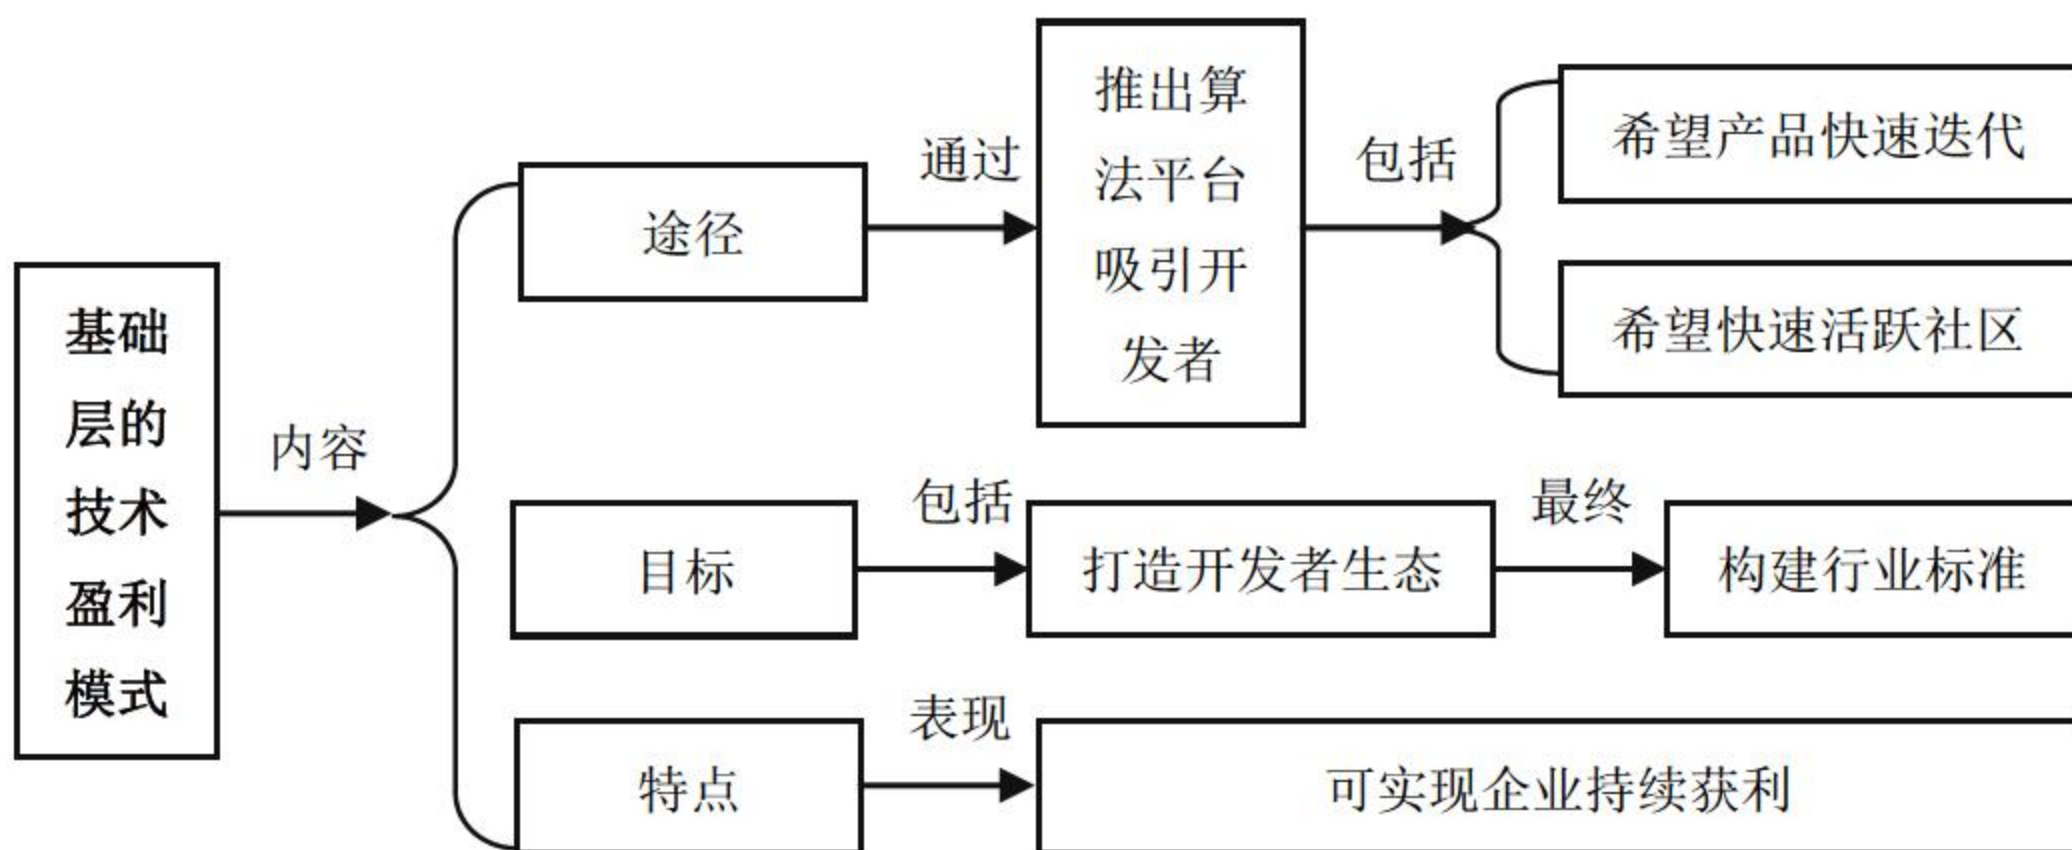 基础
层的
技术
盈利
模式
内容
途径
通过
推出算
法平台
吸引开
发者
包括
希望产品快速迭代
希望快速活跃社区
目标
包括
打造开发者生态
最终
构建行业标准
特点
表现
可实现企业持续获利